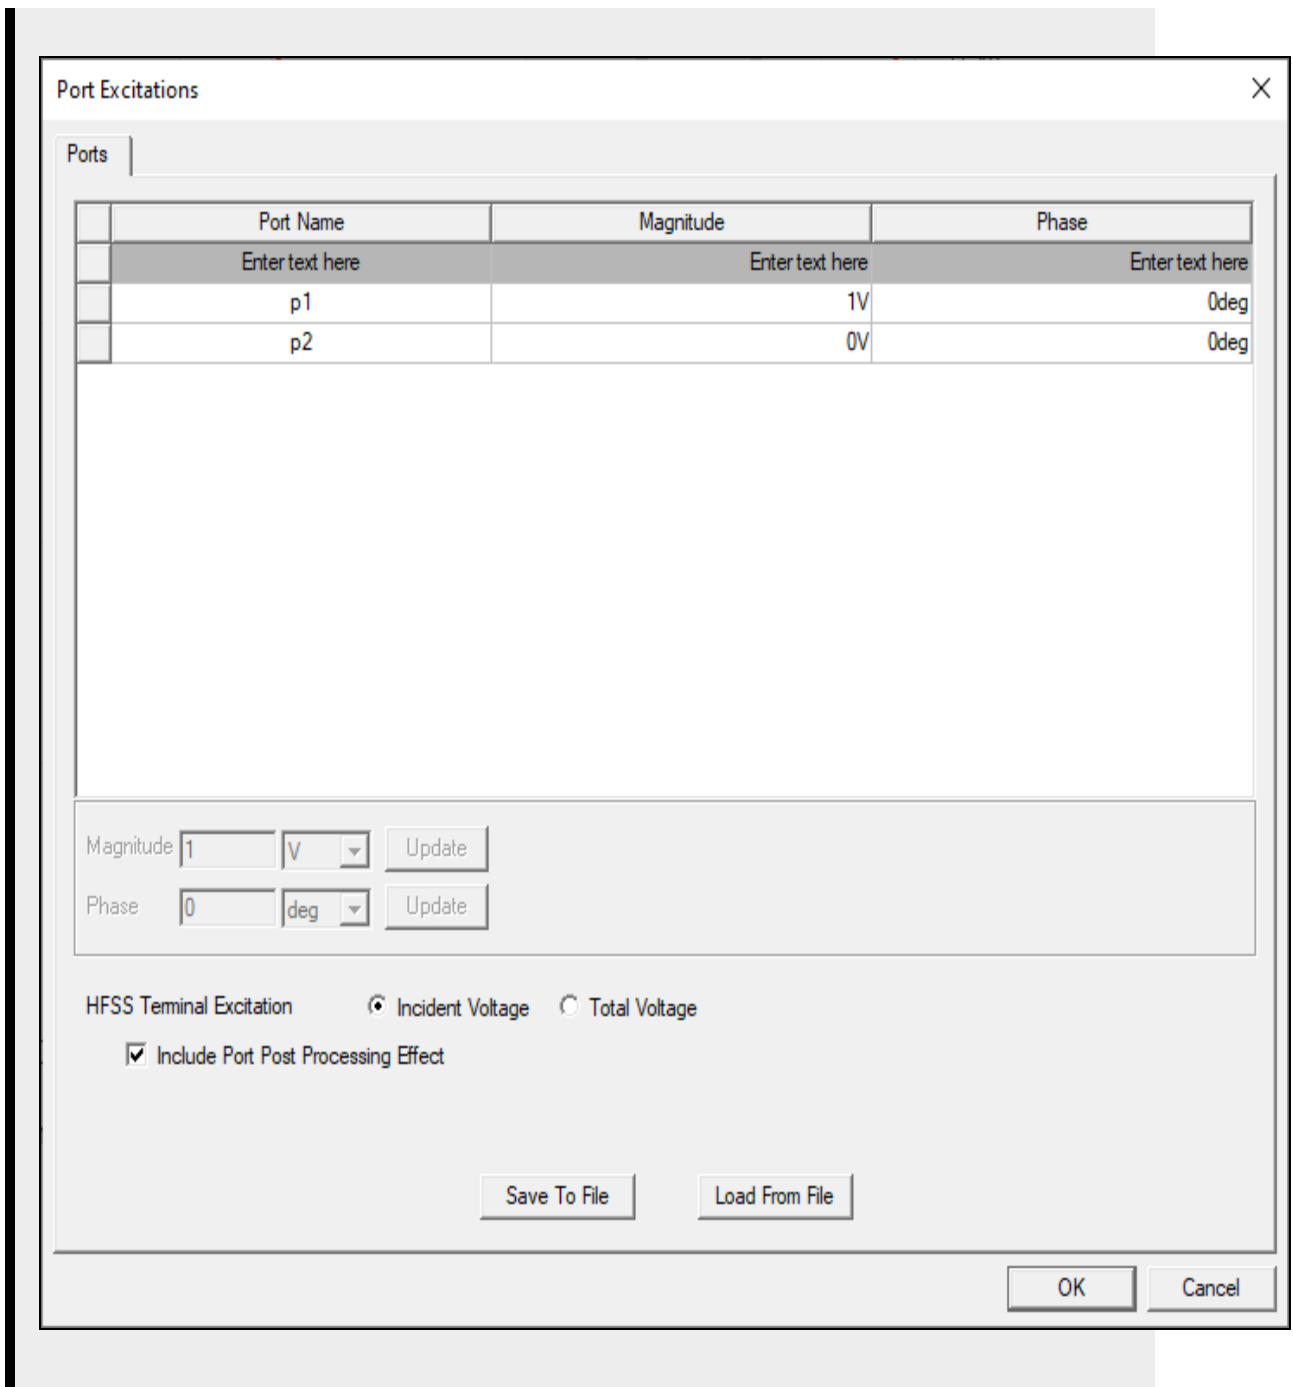 Port Excitations
Ports
Port Name Magnitude Phase
Enter text here Enter text here Enter text here
p1 1V 0deg
p2 0V 0deg
Magnitude 1 V Update
Phase 0 deg Update
HFSS Terminal Excitation Incident Voltage Total Voltage
Include Port Post Processing Effect
Save To File Load From File
OK Cancel